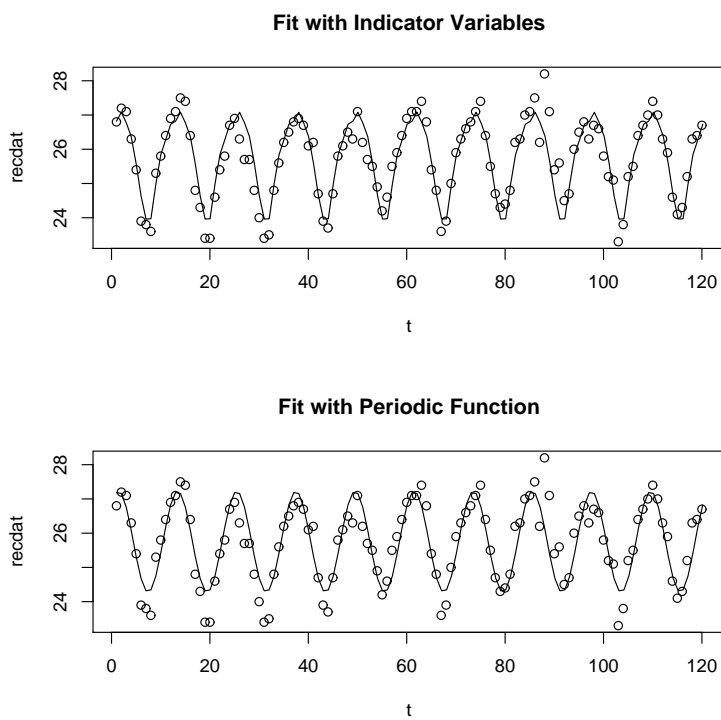 Fit with Indicator Variables
recdat
28
26
24
0 20 40 60 80 100 120
t
Fit with Periodic Function
recdat
28
26
24
0 20 40 60 80 100 120
t